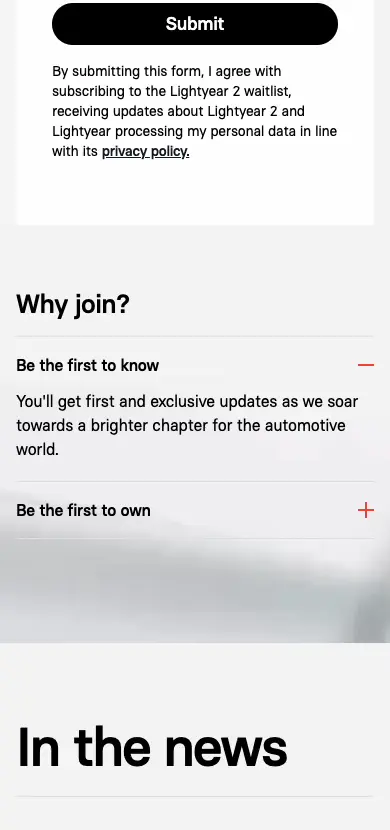 Submit
By submitting this form, I agree with
subscribing to the Lightyear 2 waitlist,
receiving updates about Lightyear 2 and
Lightyear processing my personal data in line
with its privacy policy.
Why join?
Be the first to know
You'll get first and exclusive updates as we soar
towards a brighter chapter for the automotive
world.
Be the first to own
In the news